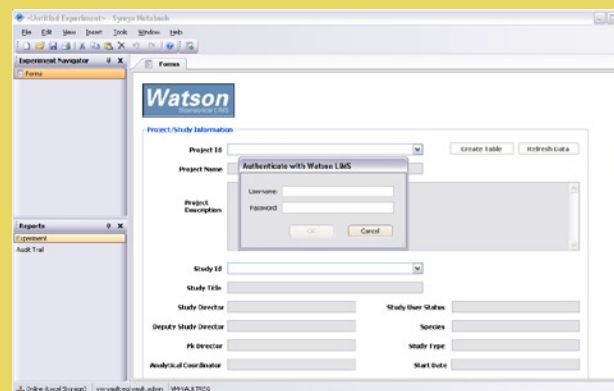 <Untitled Experiment> - Synsyx Notebook
File Edit View Insert Tools Window Help
Experiment Navigator
Forms
Forms
Watson
Bioscience LIMS
Project/Study Information
Project Id
Create Table
Refresh Data
Project Name
Authenticate with Watson LIMS
Username
Password
OK
Cancel
Project
Description
Reports
Experiment
Audit Trail
Study Id
Study Title
Study Director
Study User Status
Deputy Study Director
Species
Pk Director
Study Type
Analytical Coordinator
Start Date
Online (Local Storage)